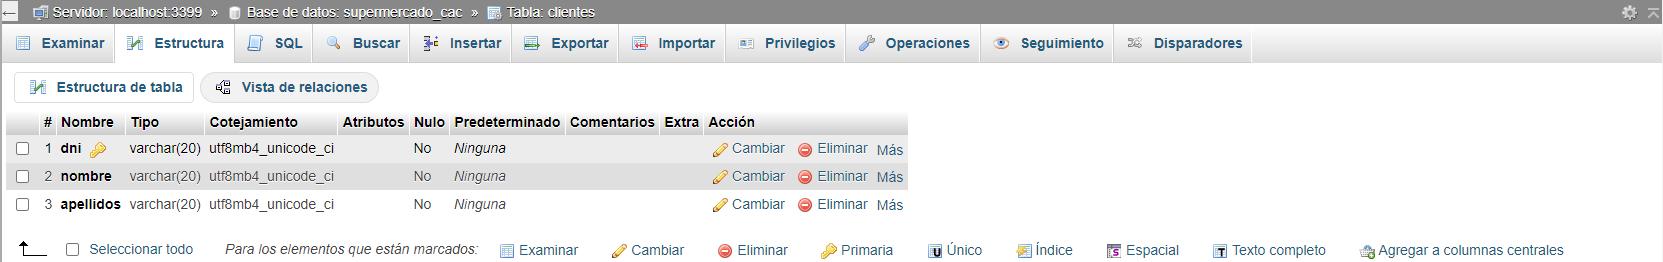 Servidor: localhost:3399 » Base de datos: supermercado_cac » Tabla: clientes
Examinar Estructura SQL Buscar Insertar Exportar Importar Privilegios Operaciones Seguimiento Disparadores
Estructura de tabla Vista de relaciones
# Nombre Tipo Cotejamiento Atributos Nulo Predeterminado Comentarios Extra Acción
1 dni varchar(20) utf8mb4_unicode_ci No Ninguna Cambiar Eliminar Más
2 nombre varchar(20) utf8mb4_unicode_ci No Ninguna Cambiar Eliminar Más
3 apellidos varchar(20) utf8mb4_unicode_ci No Ninguna Cambiar Eliminar Más
Seleccionar todo Para los elementos que están marcados: Examinar Cambiar Eliminar Primaria Único Índice Espacial Texto completo Agregar a columnas centrales